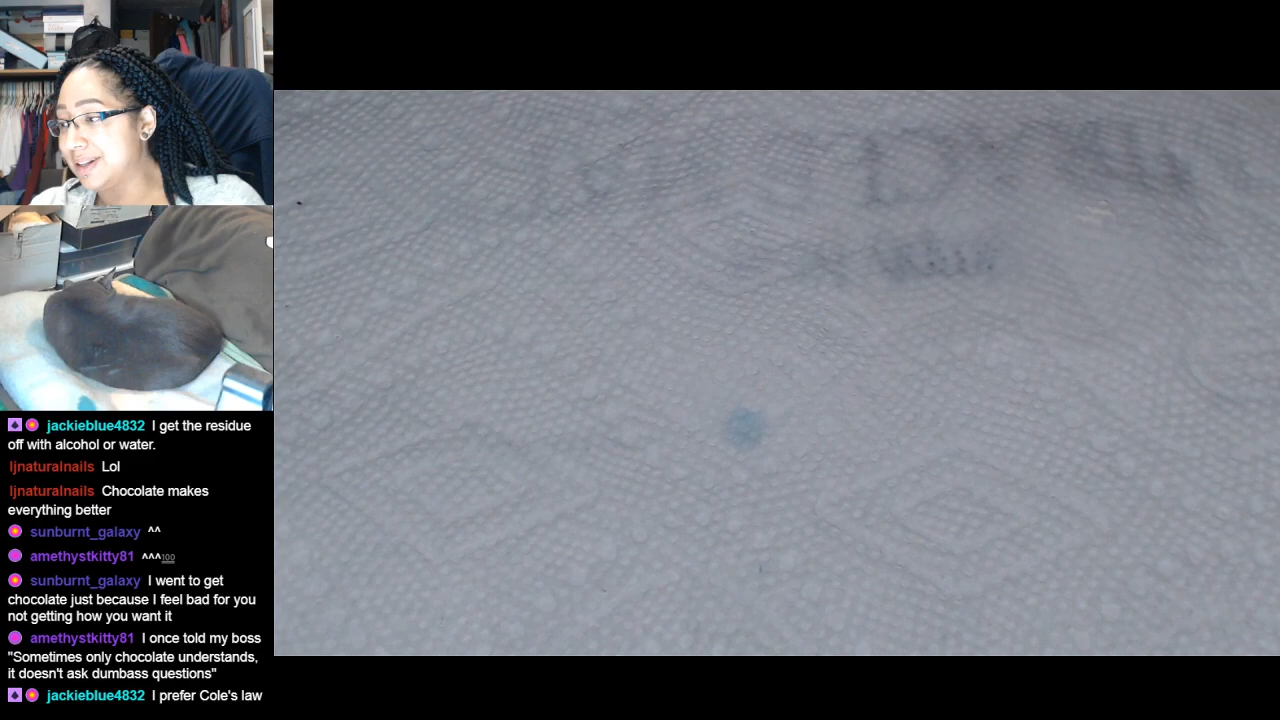 jackieblue4832 I get the residue
off with alcohol or water.
ljnaturalnails Lol
ljnaturalnails Chocolate makes
everything better
sunburnt_galaxy ^^
amethystkitty81 ^^^100
sunburnt_galaxy I went to get
chocolate just because I feel bad for you
not getting how you want it
amethystkitty81 I once told my boss
"Sometimes only chocolate understands,
it doesn't ask dumbass questions"
jackieblue4832 I prefer Cole's law